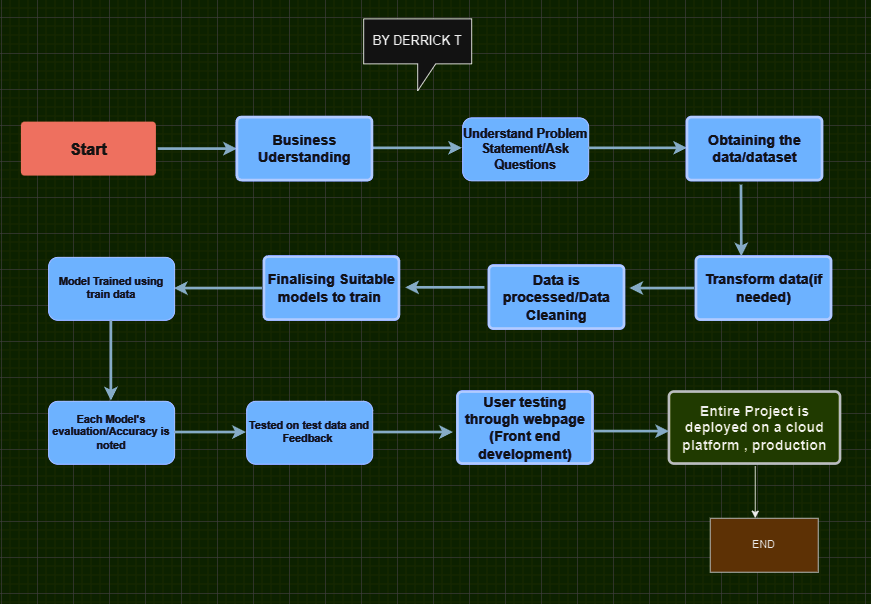 BY DERRICK T
Start
Business
Uderstanding
Understand Problem
Statement/Ask
Questions
Obtaining the
data/dataset
Transform data(if
needed)
Data is
processed/Data
Cleaning
Finalising Suitable
models to train
Model Trained using
train data
Each Model's
evaluation/Accuracy is
noted
Tested on test data and
Feedback
User testing
through webpage
(Front end
development)
Entire Project is
deployed on a cloud
platform , production
END